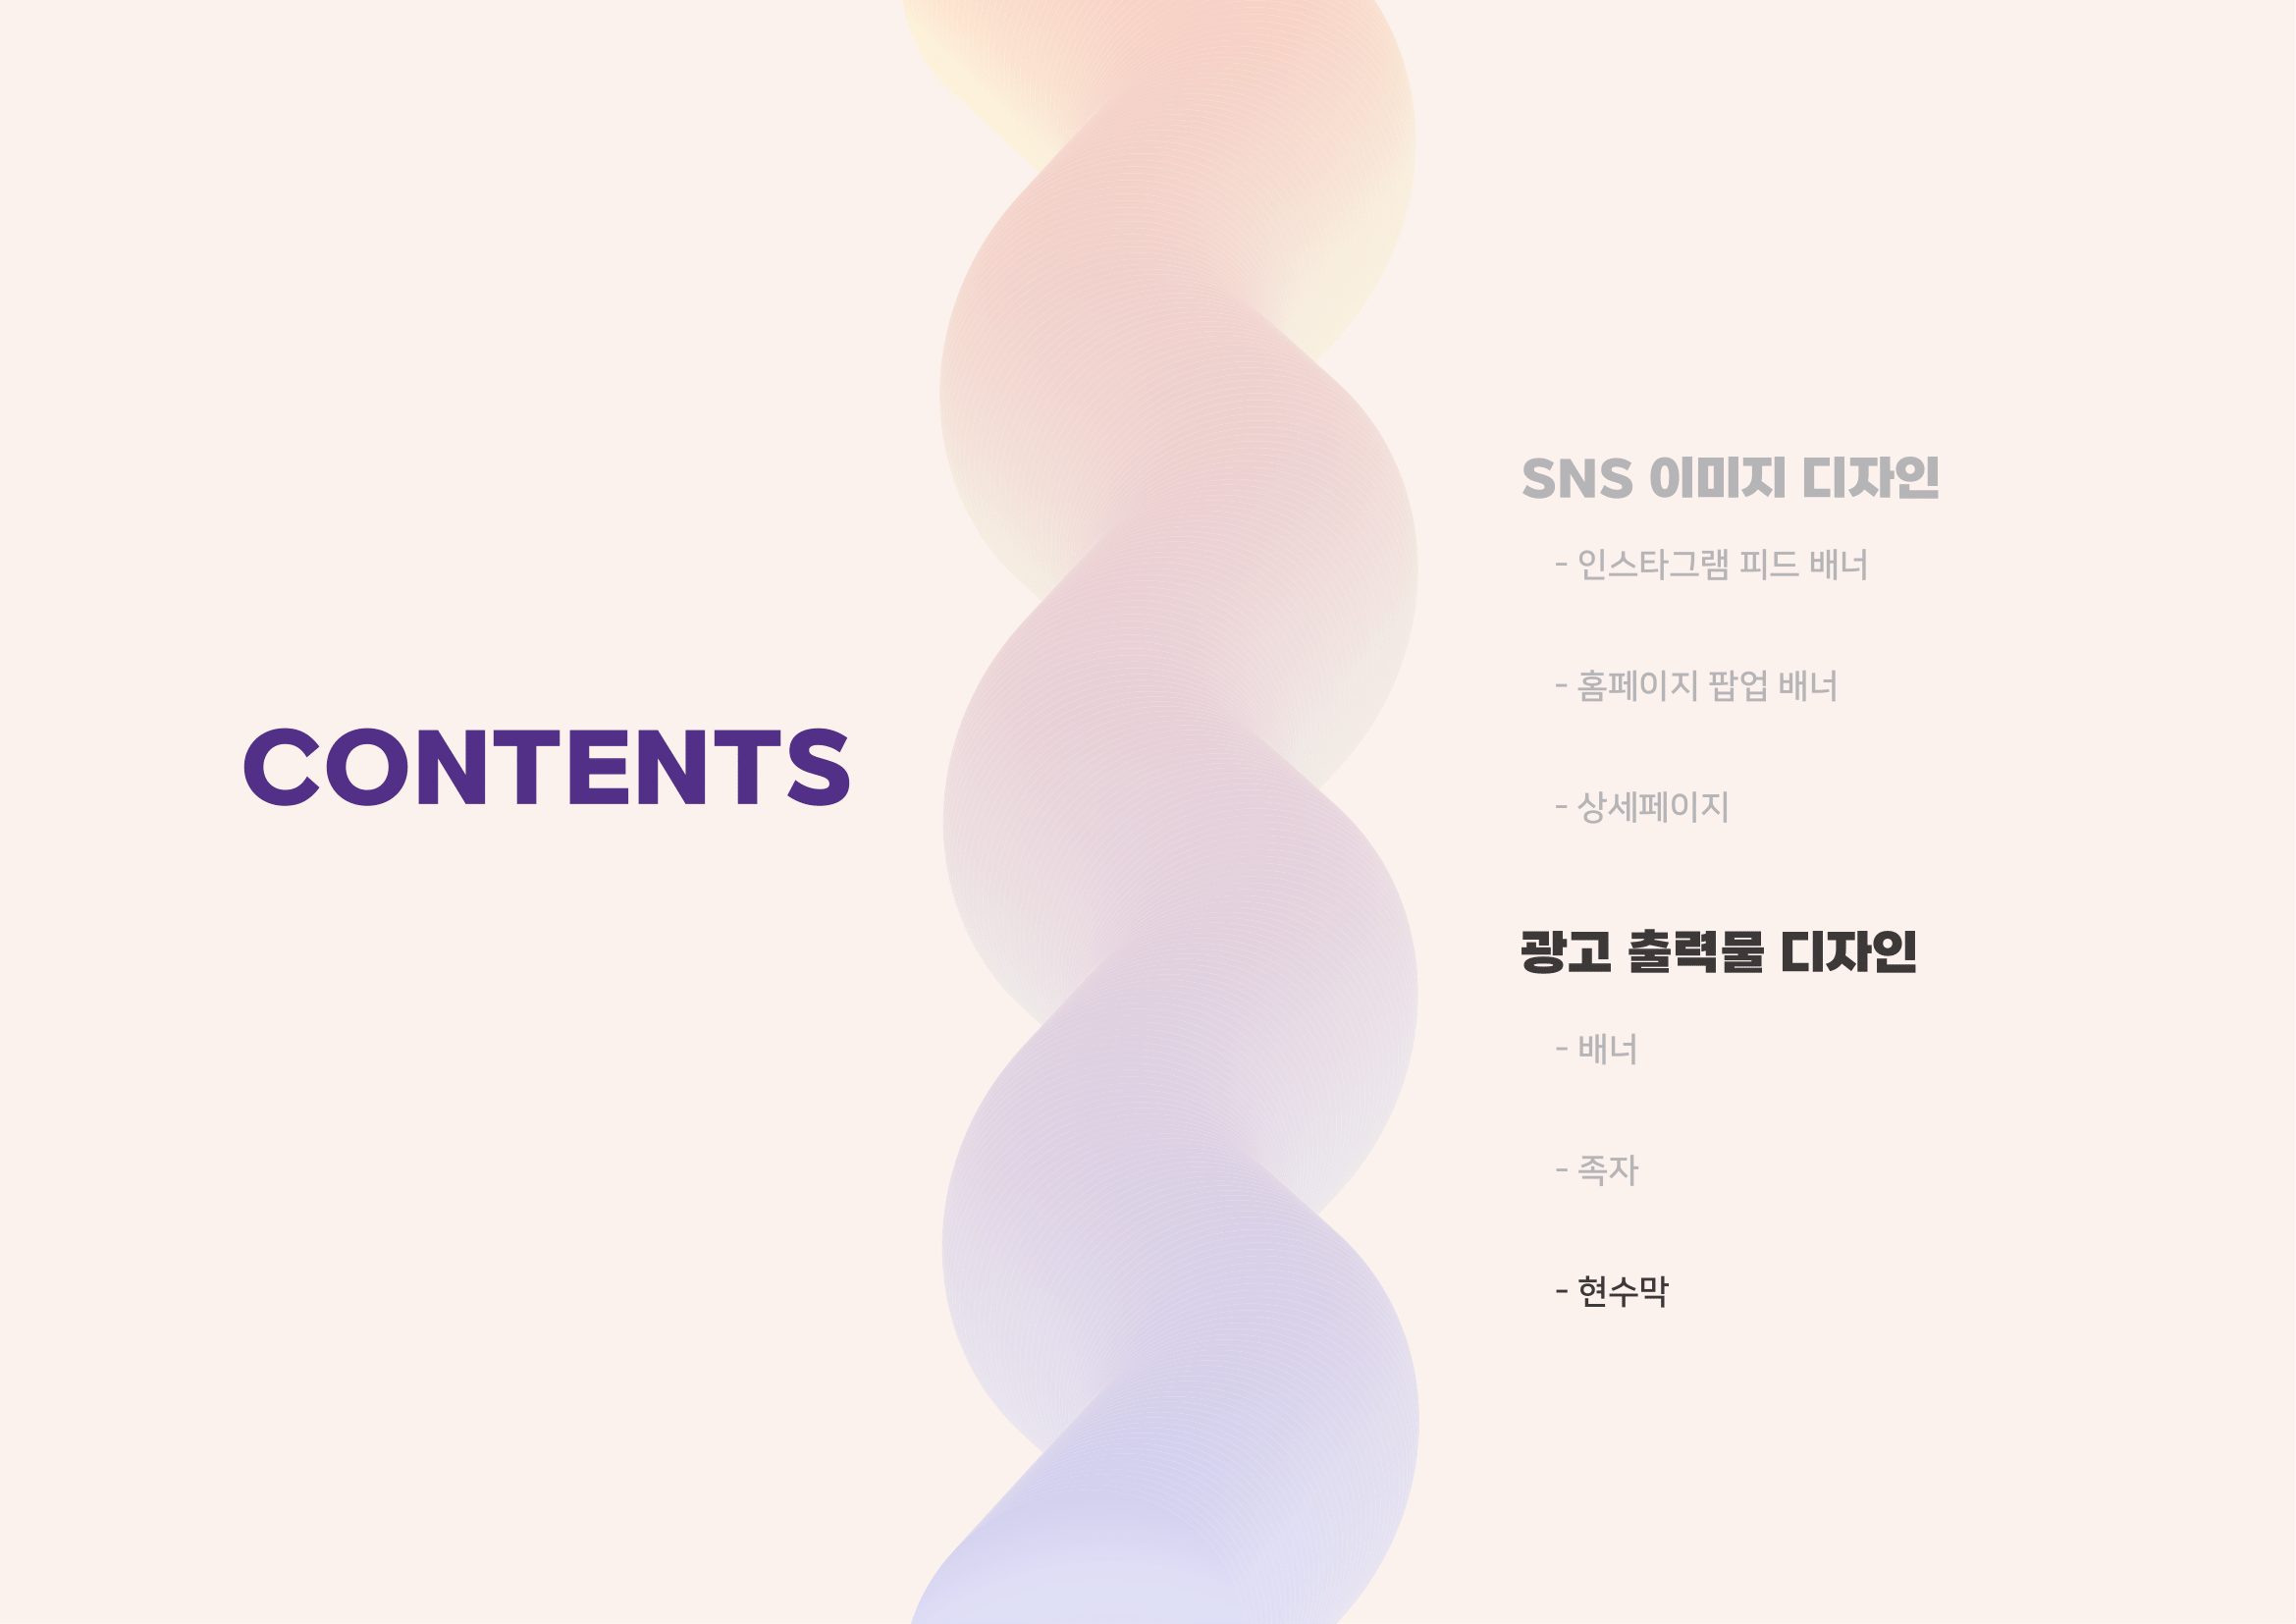 CONTENTS
SNS 이미지 디자인
- 인스타그램 피드 배너
- 홈페이지 팝업 배너
- 상세페이지
광고 출력물 디자인
- 배너
- 족자
- 현수막